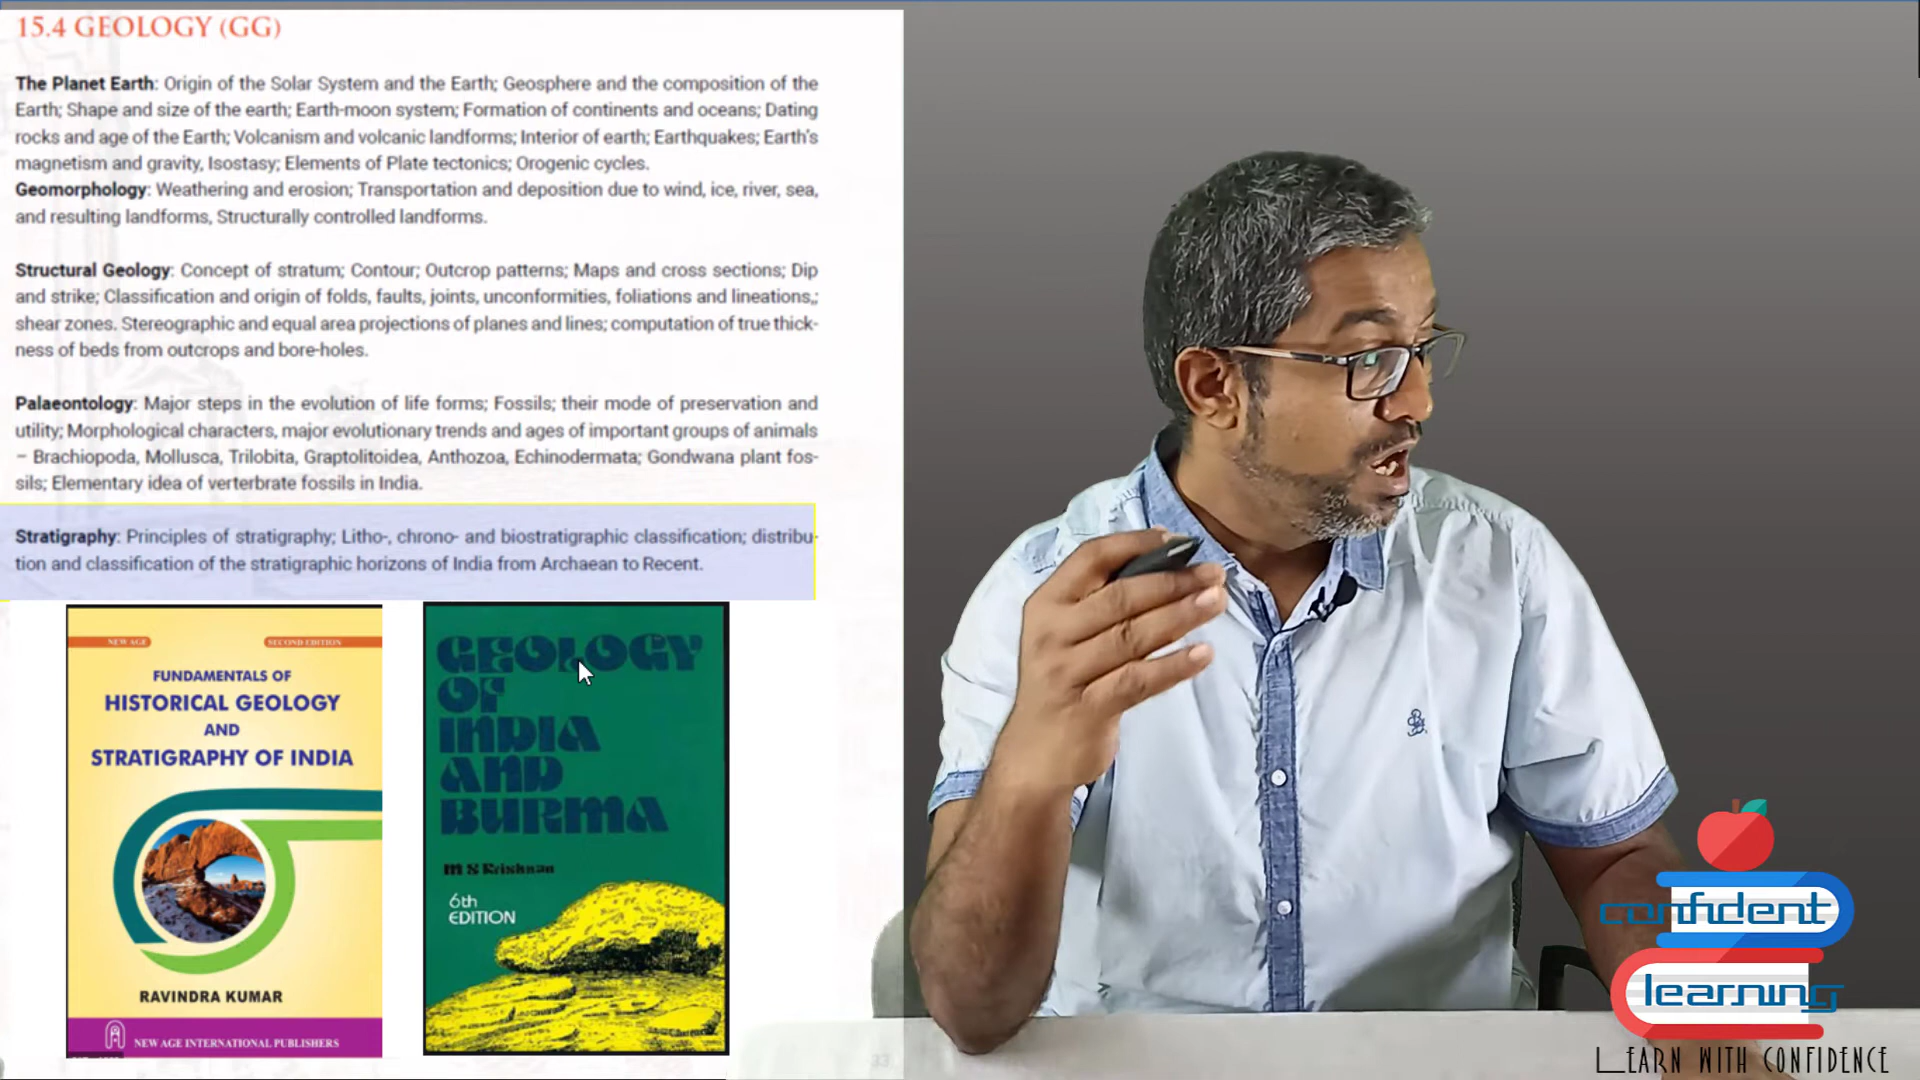 15.4 GEOLOGY (GG)
The Planet Earth: Origin of the Solar System and the Earth; Geosphere and the composition of the
Earth; Shape and size of the earth; Earth-moon system; Formation of continents and oceans; Dating
rocks and age of the Earth; Volcanism and volcanic landforms; Interior of earth; Earthquakes; Earth's
magnetism and gravity, Isostasy; Elements of Plate tectonics; Orogenic cycles.
Geomorphology: Weathering and erosion; Transportation and deposition due to wind, ice, river, sea,
and resulting landforms, Structurally controlled landforms.
Structural Geology: Concept of stratum; Contour; Outcrop patterns; Maps and cross sections; Dip
and strike; Classification and origin of folds, faults, joints, unconformities, foliations and lineations,;
shear zones. Stereographic and equal area projections of planes and lines; computation of true thick-
ness of beds from outcrops and bore-holes.
Palaeontology: Major steps in the evolution of life forms; Fossils; their mode of preservation and
utility; Morphological characters, major evolutionary trends and ages of important groups of animals
– Brachiopoda, Mollusca, Trilobita, Graptolitoidea, Anthozoa, Echinodermata; Gondwana plant fos-
sils; Elementary idea of verterbrate fossils in India.
Stratigraphy: Principles of stratigraphy; Litho-, chrono- and biostratigraphic classification; distribu-
tion and classification of the stratigraphic horizons of India from Archaean to Recent.
NEW AGE
SECOND EDITION
FUNDAMENTALS OF
HISTORICAL GEOLOGY
AND
STRATIGRAPHY OF INDIA
RAVINDRA KUMAR
NEW AGE INTERNATIONAL PUBLISHERS
GEOLOGY
OF
INDIA
AND
BURMA
M S Krishnan
6th
EDITION
33
confident
learning
LEARN WITH CONFIDENCE